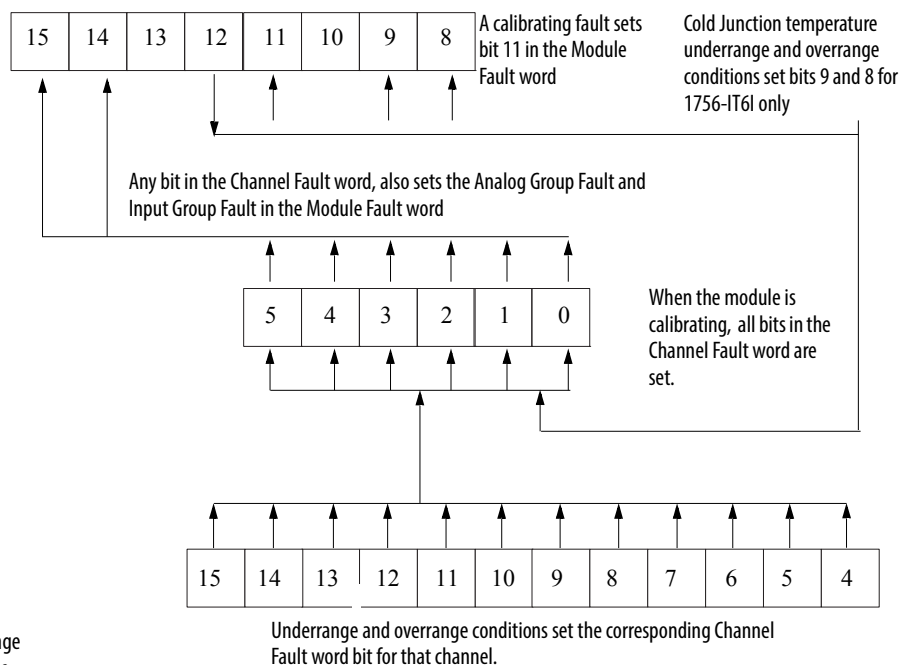 15 14 13 12 11 10 9 8
A calibrating fault sets
bit 11 in the Module
Fault word
Cold Junction temperature
underrange and overrange
conditions set bits 9 and 8 for
1756-IT6I only
Any bit in the Channel Fault word, also sets the Analog Group Fault and
Input Group Fault in the Module Fault word
5 4 3 2 1 0
When the module is
calibrating, all bits in the
Channel Fault word are
set.
15 14 13 12 11 10 9 8 7 6 5 4
Underrange and overrange conditions set the corresponding Channel
Fault word bit for that channel.